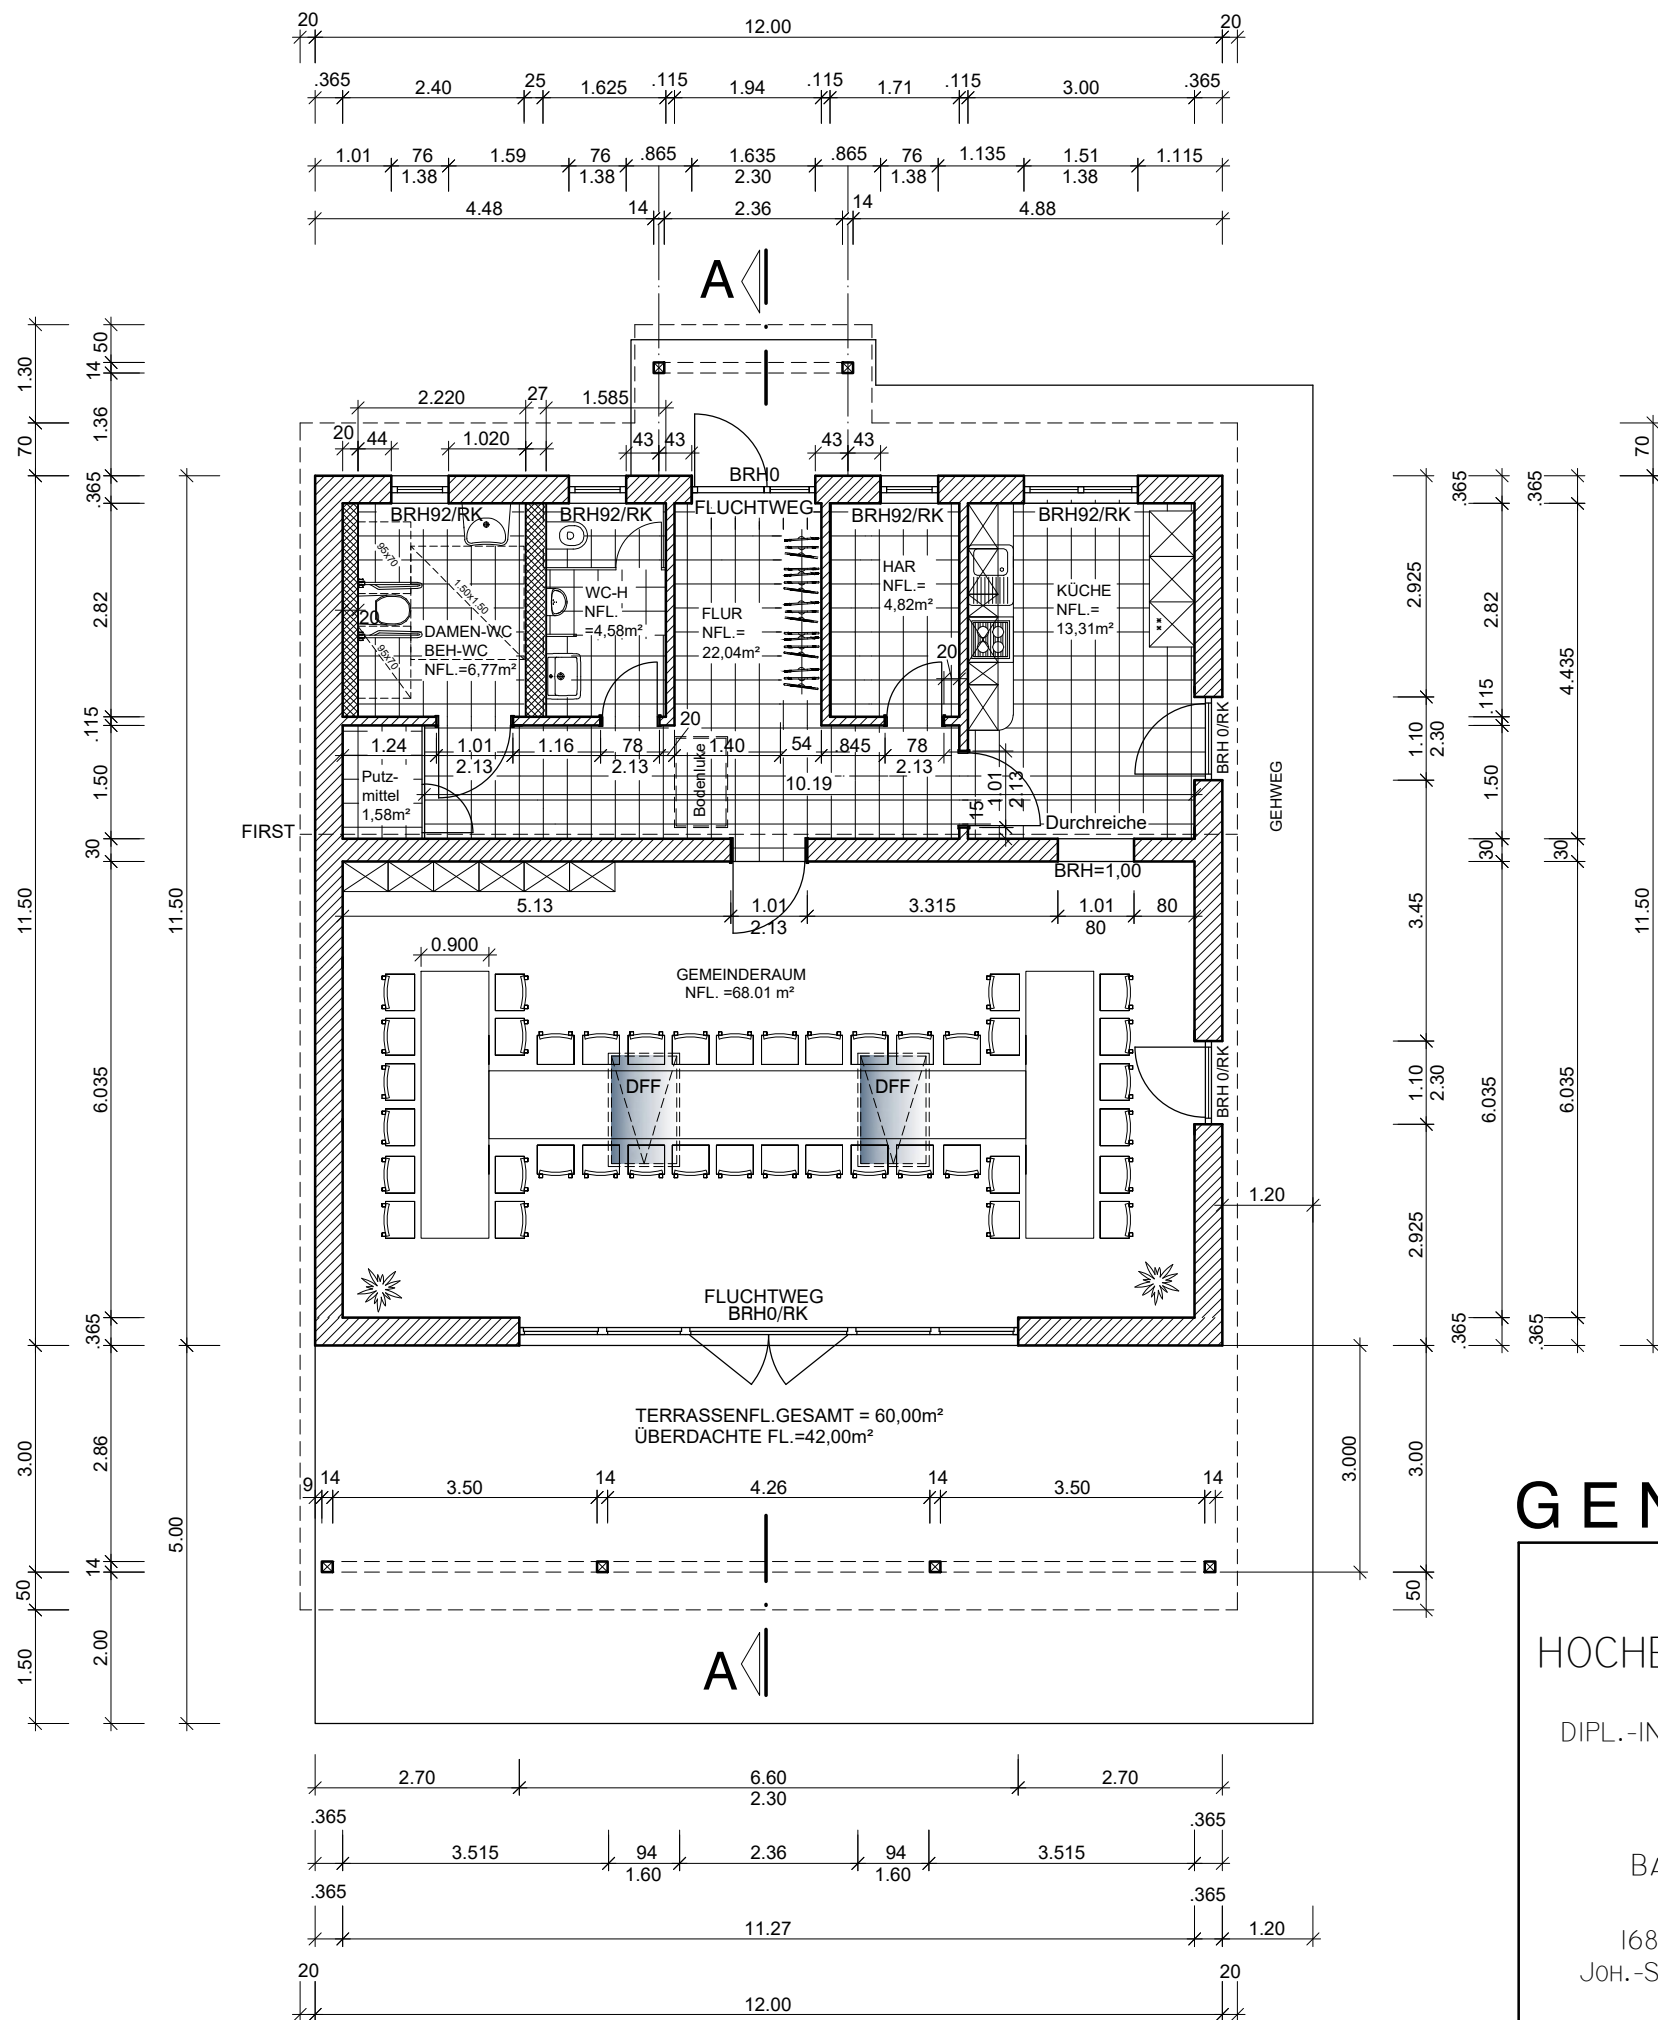 20 12.00 20
.365 2.40 25 1.625 .115 1.94 .115 1.71 .115 3.00 .365
1.01 76 1.59 76 .865 1.635 .865 76 1.135 1.51 1.115
1.38 1.38 2.30 1.38 1.38
4.48 14 2.36 14 4.88
A
2.220 27 1.585
20 44 1.020 43 43 43 43
BRH0
FLUCHTWEG
BRH92/RK BRH92/RK BRH92/RK BRH92/RK
95x70
1.50x1.50
95x70
20
DAMEN-WC
BEH-WC
NFL.=6,77m²
WC-H
NFL.
=4,58m²
FLUR
NFL.=
22,04m²
HAR
NFL.=
4,82m²
20
KÜCHE
NFL.=
13,31m²
20
1.24 1.01 1.16 78 1.40 54 .845 78
2.13 2.13 2.13
10.19
Putz-
mittel
1,58m²
Bodenluke
15
1.01
2.13
Durchreiche
BRH 0/RK
GEHWEG
FIRST
BRH=1,00
5.13 1.01 3.315 1.01 80
2.13 80
0.900
GEMEINDERAUM
NFL. =68.01 m²
DFF DFF
BRH 0/RK
1.20
FLUCHTWEG
BRH0/RK
TERRASSENFL.GESAMT = 60,00m²
ÜBERDACHTE FL.=42,00m²
9 14 3.50 14 4.26 14 3.50 14
A
2.70 6.60 2.70
2.30
.365 .365
3.515 94 2.36 94 3.515
1.60 1.60
.365 .365
11.27 1.20
20 20
12.00
1.30
70
11.50
3.00
50
1.50
50
14
1.36
.365
2.82
.115
1.50
30
6.035
.365
2.86
14
2.00
11.50
5.00
3.000
2.925
1.10
2.30
3.45
1.10
2.30
2.925
3.00
50
.365
2.82
.115
1.50
30
6.035
.365
.365
4.435
30
6.035
.365
70
11.50
GEN
HOCHB
DIPL.-IN
BA
168
JOH.-S